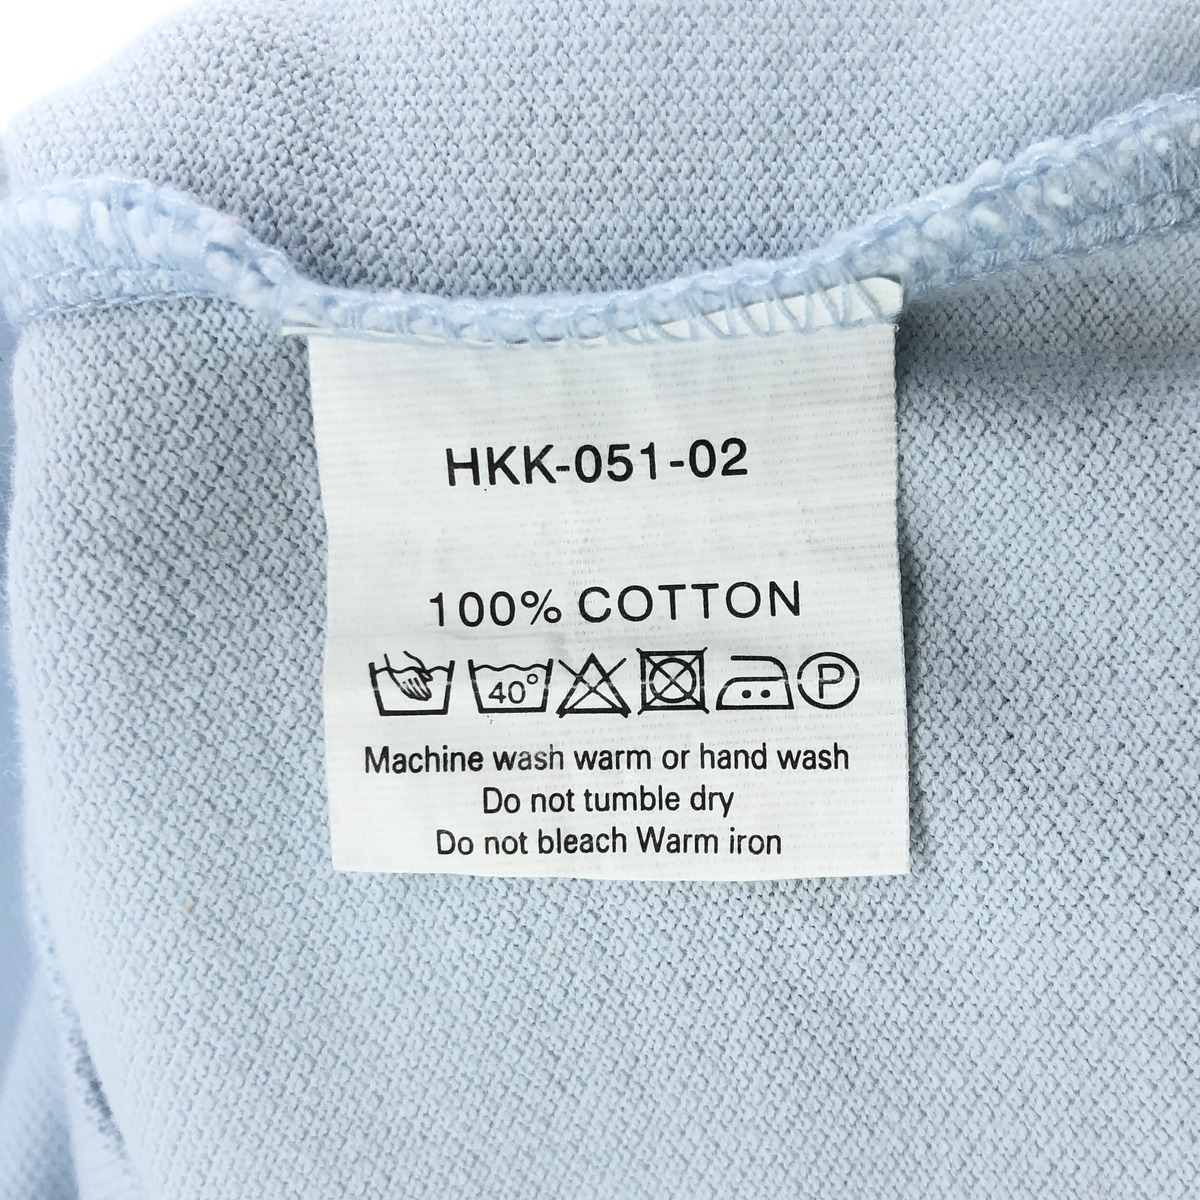 HKK-051-02
100% COTTON
40° P
Machine wash warm or hand wash
Do not tumble dry
Do not bleach Warm iron